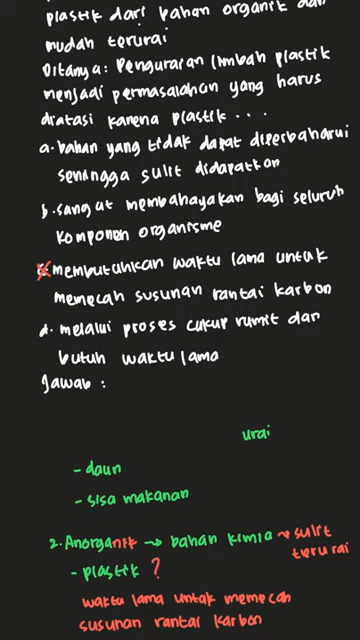 plastik dari bahan organik dan
mudah terurai
Ditanya: Penguraian limbah plastik
menjadi permasalahan yang harus
diatasi karena plastik ...
a. bahan yang tidak dapat diperbaharui
sehingga sulit didapatkan
b. sangat membahayakan bagi seluruh
komponen organisme
c. membutuhkan waktu lama untuk
memecah susunan rantai karbon
d. melalui proses cukup rumit dan
butuh waktu lama
Jawab :
urai
- daun
- sisa makanan
2. Anorganik → bahan kimia → sulit
terurai
- plastik ?
waktu lama untuk memecah
susunan rantai karbon